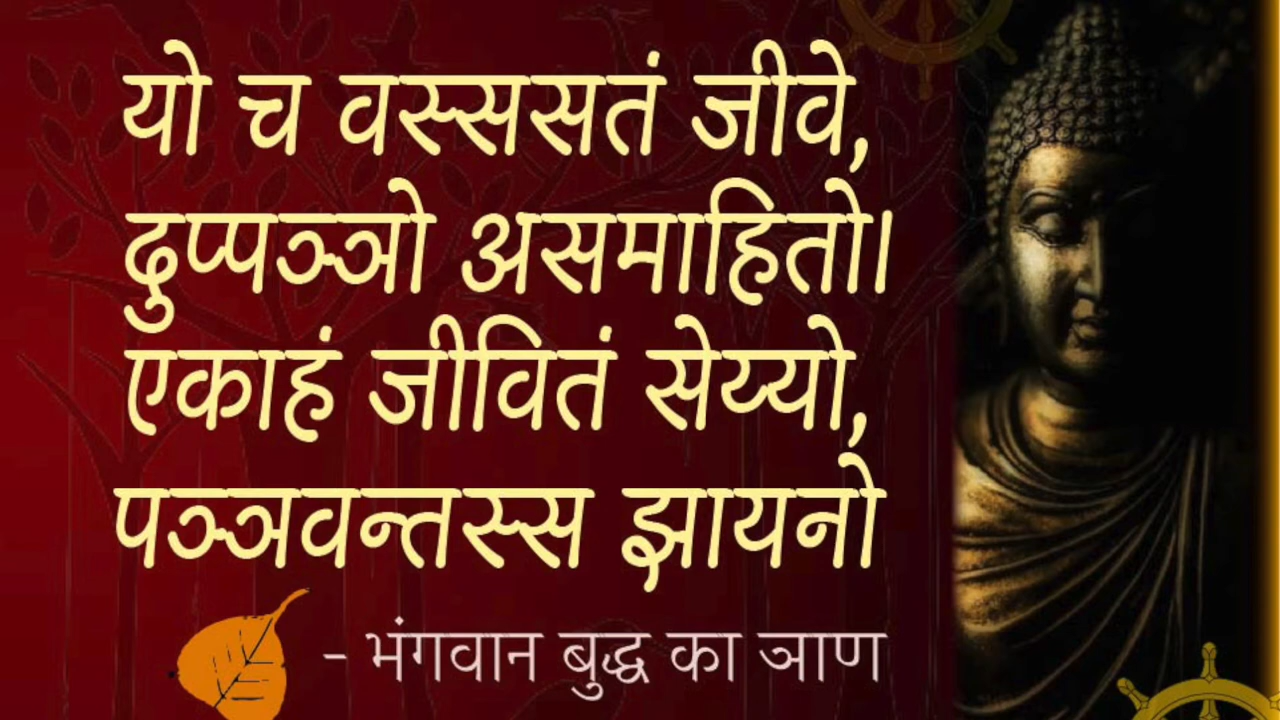 यो च वस्ससतं जीवे,
दुप्पञ्ञो असमाहितो।
एकाहं जीवितं सेय्यो,
पञ्ञवन्तस्स झायनो
- भंगवान बुद्ध का ञाण